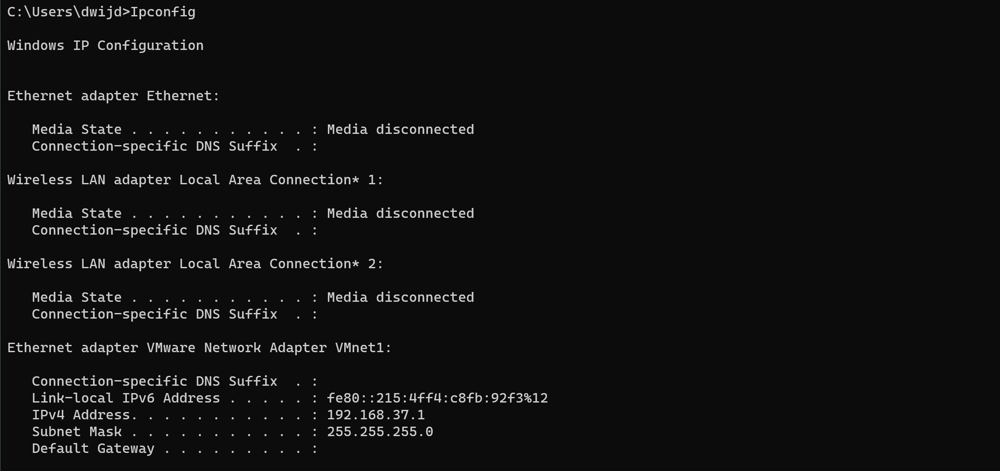 C:\Users\dwijd>Ipconfig
Windows IP Configuration
Ethernet adapter Ethernet:
   Media State . . . . . . . . . . . : Media disconnected
   Connection-specific DNS Suffix  . :
Wireless LAN adapter Local Area Connection* 1:
   Media State . . . . . . . . . . . : Media disconnected
   Connection-specific DNS Suffix  . :
Wireless LAN adapter Local Area Connection* 2:
   Media State . . . . . . . . . . . : Media disconnected
   Connection-specific DNS Suffix  . :
Ethernet adapter VMware Network Adapter VMnet1:
   Connection-specific DNS Suffix  . :
   Link-local IPv6 Address . . . . . : fe80::215:4ff4:c8fb:92f3%12
   IPv4 Address. . . . . . . . . . . : 192.168.37.1
   Subnet Mask . . . . . . . . . . . : 255.255.255.0
   Default Gateway . . . . . . . . . :